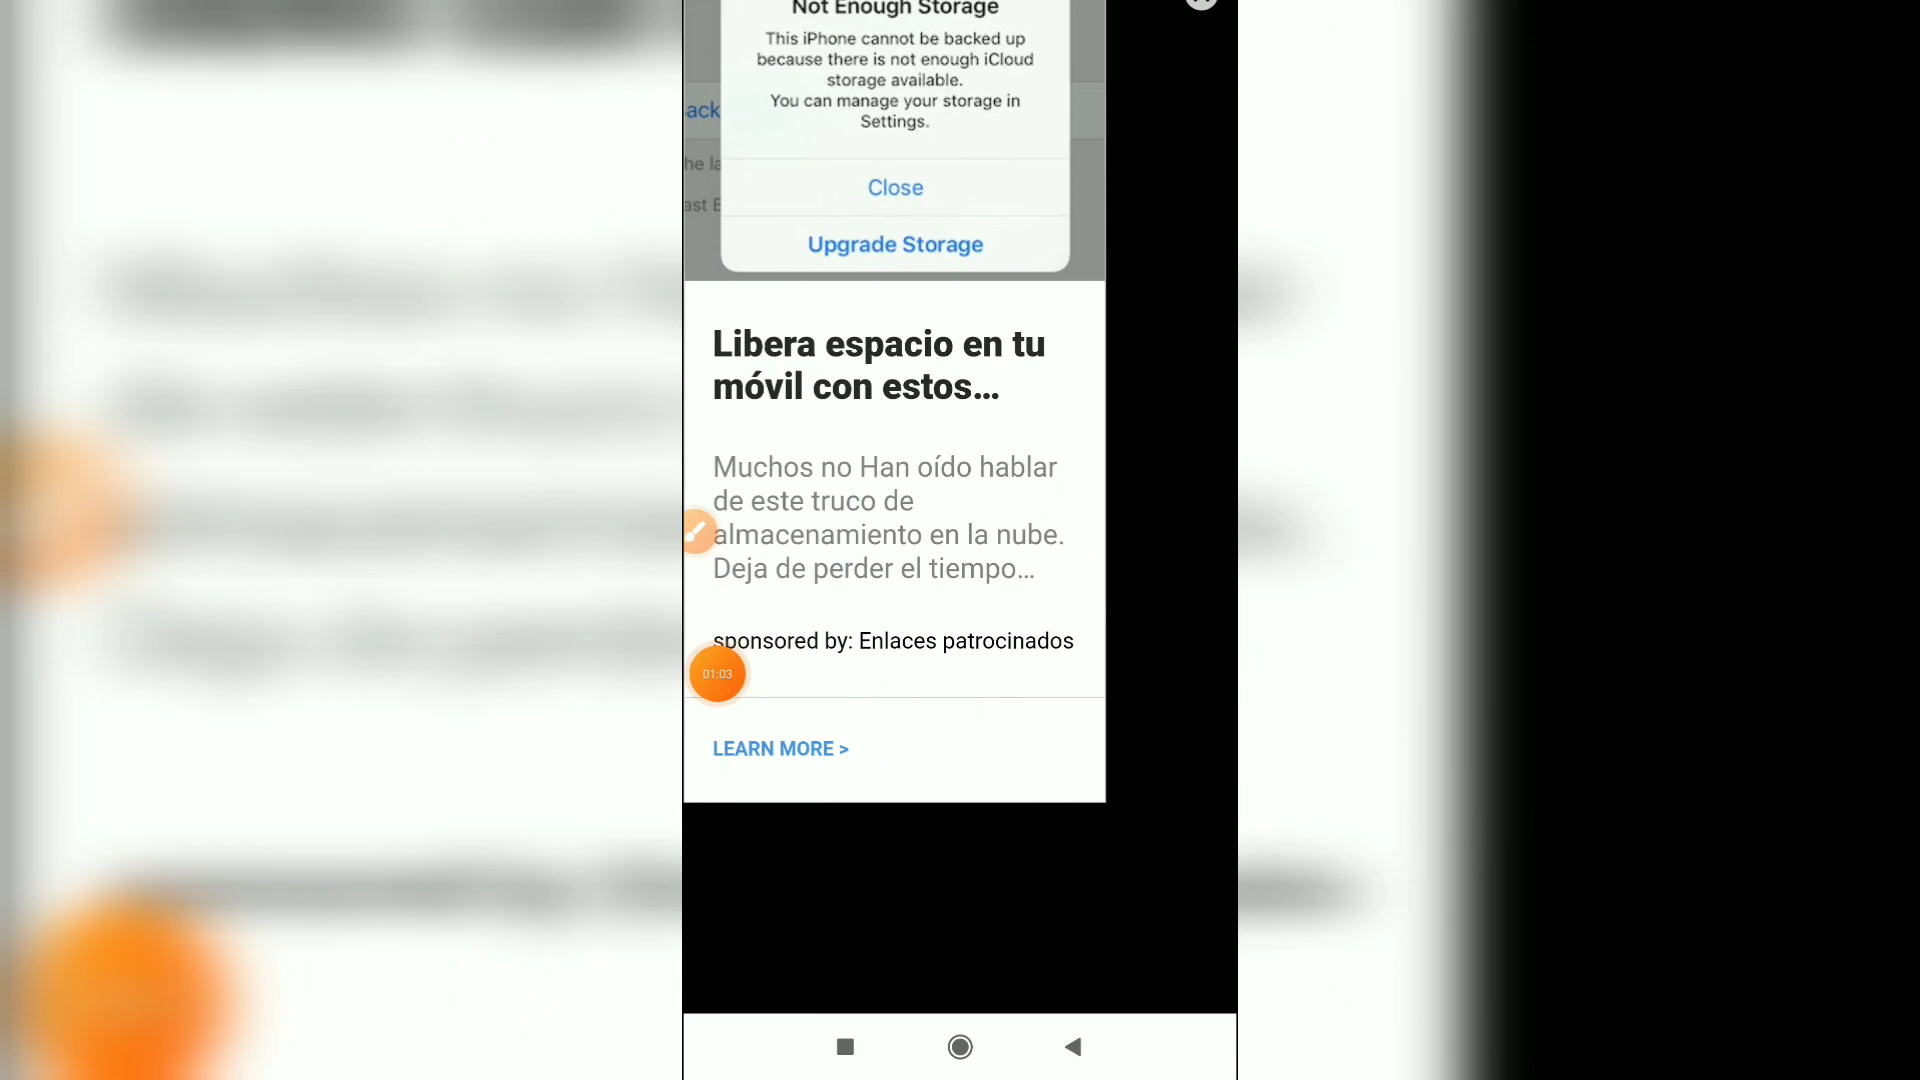 Not Enough Storage
This iPhone cannot be backed up
because there is not enough iCloud
storage available.
You can manage your storage in
Settings.
ack
he la
ast E
Close
Upgrade Storage
Libera espacio en tu
móvil con estos...
Muchos no Han oído hablar
de este truco de
almacenamiento en la nube.
Deja de perder el tiempo...
sponsored by: Enlaces patrocinados
01:03
LEARN MORE >